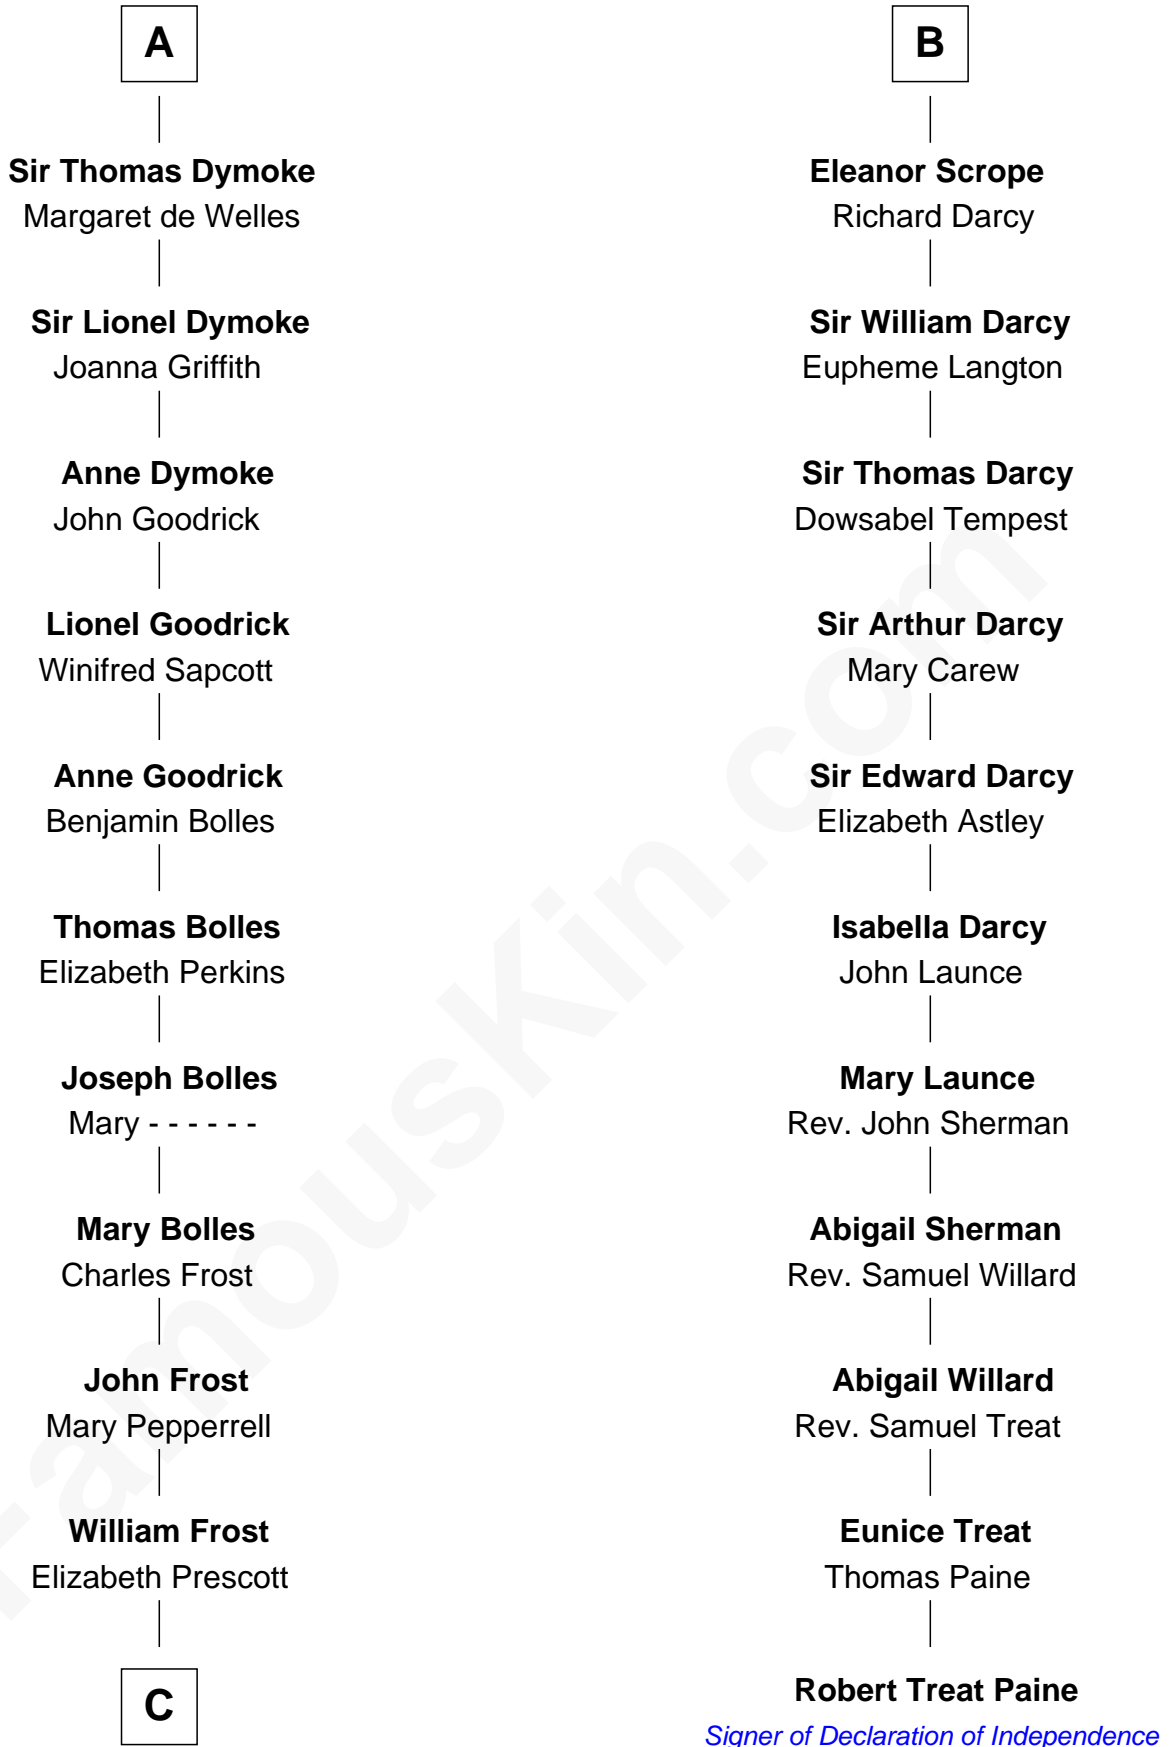 A
Sir Thomas Dymoke
Margaret de Welles
Sir Lionel Dymoke
Joanna Griffith
Anne Dymoke
John Goodrick
Lionel Goodrick
Winifred Sapcott
Anne Goodrick
Benjamin Bolles
Thomas Bolles
Elizabeth Perkins
Joseph Bolles
Mary - - - - - -
Mary Bolles
Charles Frost
John Frost
Mary Pepperrell
William Frost
Elizabeth Prescott
C
B
Eleanor Scrope
Richard Darcy
Sir William Darcy
Eupheme Langton
Sir Thomas Darcy
Dowsabel Tempest
Sir Arthur Darcy
Mary Carew
Sir Edward Darcy
Elizabeth Astley
Isabella Darcy
John Launce
Mary Launce
Rev. John Sherman
Abigail Sherman
Rev. Samuel Willard
Abigail Willard
Rev. Samuel Treat
Eunice Treat
Thomas Paine
Robert Treat Paine
Signer of Declaration of Independence
FamousKin.com